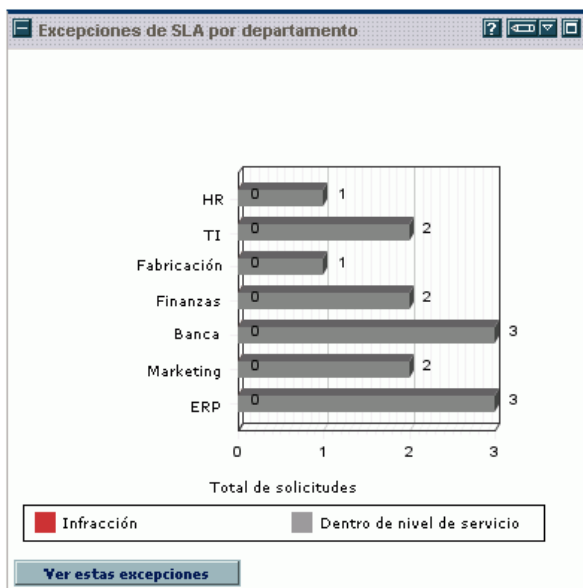 Excepciones de SLA por departamento ?
HR 0 1
TI 0 2
Fabricación 0 1
Finanzas 0 2
Banca 0 3
Marketing 0 2
ERP 0 3
0 1 2 3
Total de solicitudes
Infracción Dentro de nivel de servicio
Ver estas excepciones